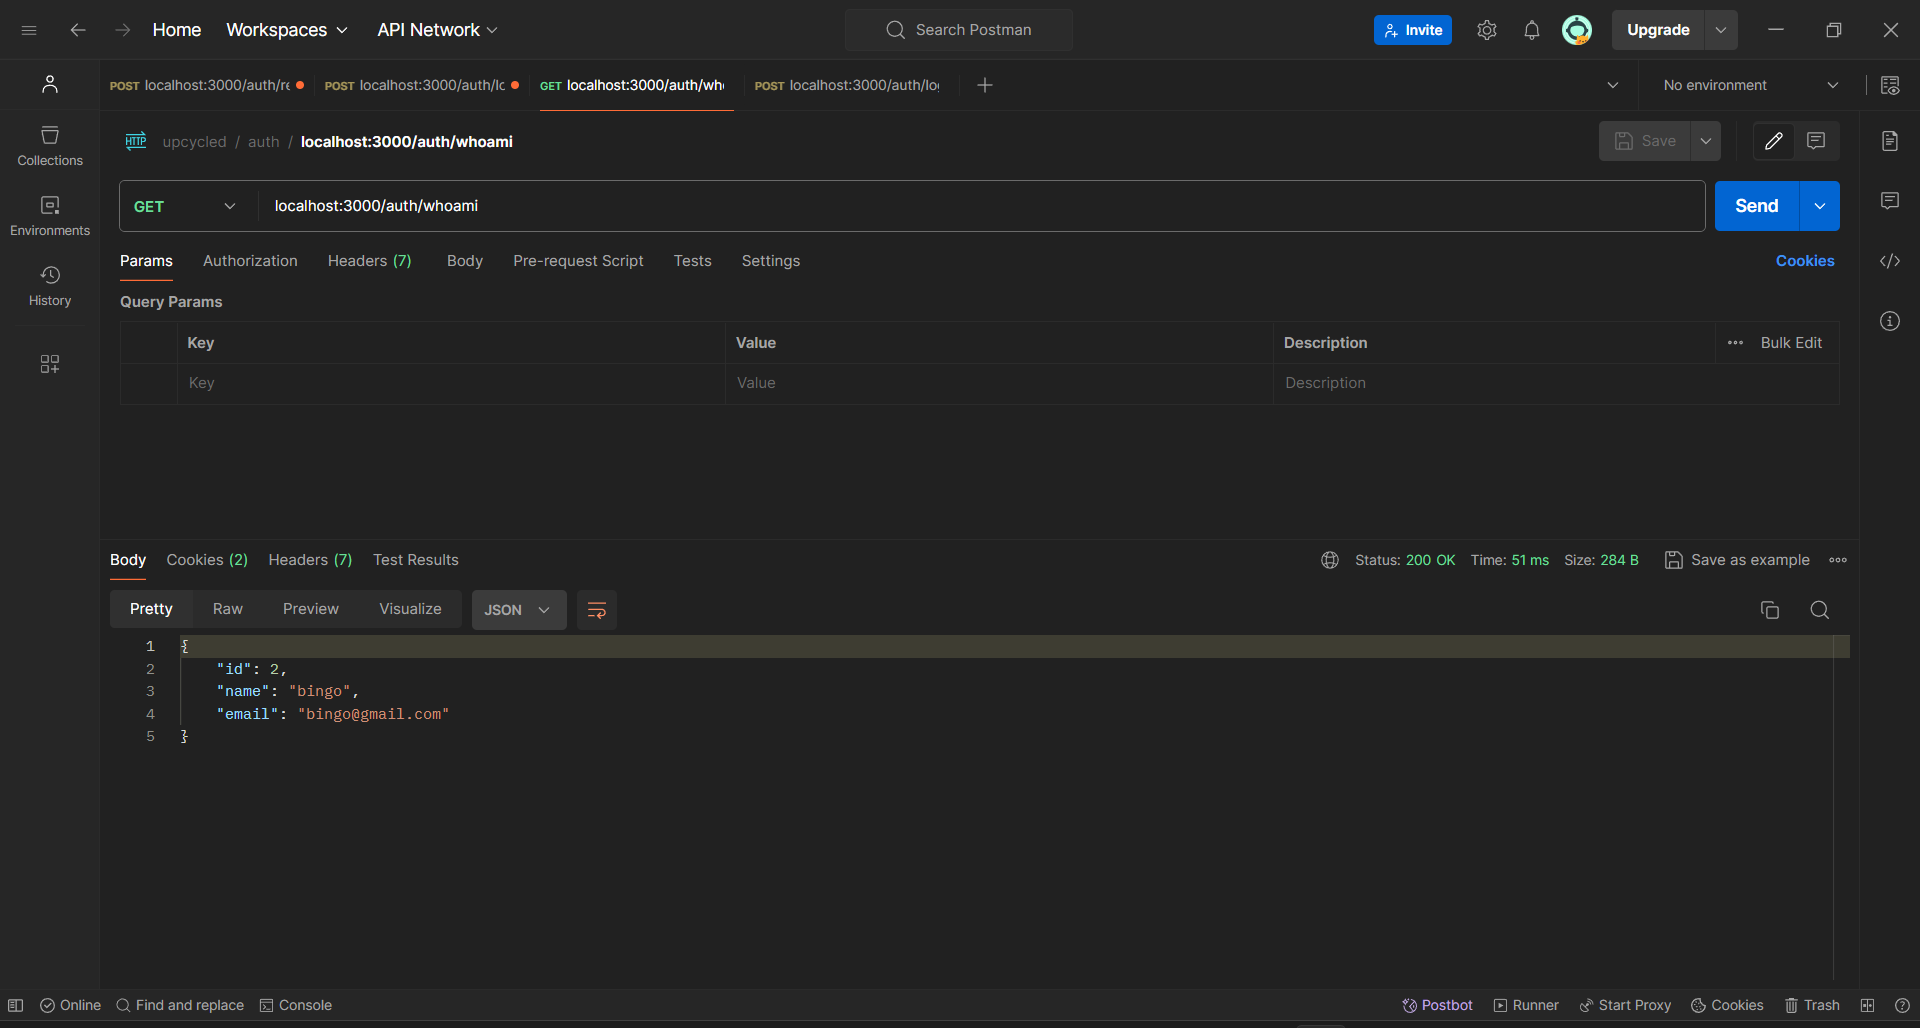 Home Workspaces API Network Search Postman Invite Upgrade
POST localhost:3000/auth/re POST localhost:3000/auth/lo GET localhost:3000/auth/who POST localhost:3000/auth/log No environment
HTTP upcycled / auth / localhost:3000/auth/whoami Save
Collections
Environments
History
GET localhost:3000/auth/whoami Send
Params Authorization Headers (7) Body Pre-request Script Tests Settings Cookies
Query Params
Key Value Description Bulk Edit
Key Value Description
Body Cookies (2) Headers (7) Test Results Status: 200 OK Time: 51 ms Size: 284 B Save as example
Pretty Raw Preview Visualize JSON
1 {
2 "id": 2,
3 "name": "bingo",
4 "email": "bingo@gmail.com"
5 }
Online Find and replace Console Postbot Runner Start Proxy Cookies Trash